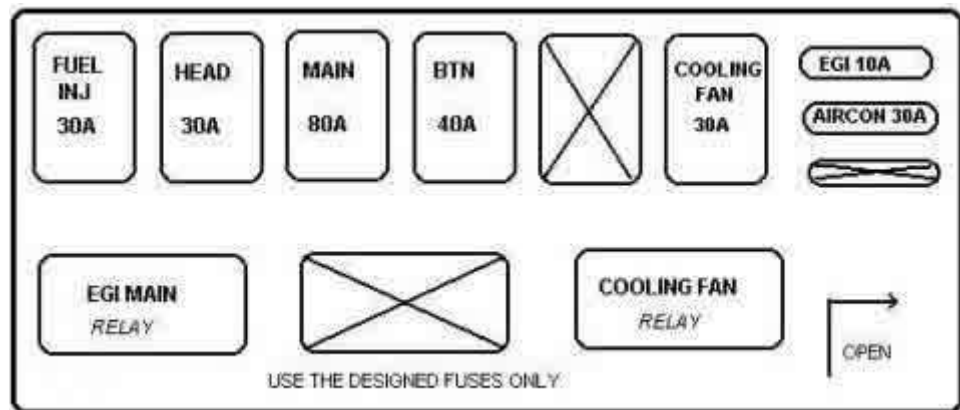 FUEL
INJ
30A
HEAD
30A
MAIN
80A
BTN
40A
COOLING
FAN
30A
EGI 10A
AIRCON 30A
EGI MAIN
RELAY
COOLING FAN
RELAY
OPEN
USE THE DESIGNED FUSES ONLY